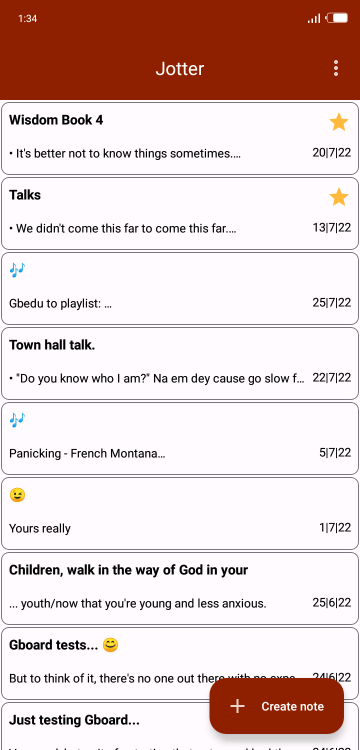 1:34
Jotter
Wisdom Book 4
• It's better not to know things sometimes.... 20|7|22
Talks
• We didn't come this far to come this far.... 13|7|22
🎶
Gbedu to playlist: ... 25|7|22
Town hall talk.
• "Do you know who I am?" Na em dey cause go slow f... 22|7|22
🎶
Panicking - French Montana... 5|7|22
😉
Yours really 1|7|22
Children, walk in the way of God in your
... youth/now that you're young and less anxious. 25|6|22
Gboard tests... 😊
But to think of it, there's no one out there with no expe... 24|6|22
Create note
Just testing Gboard...